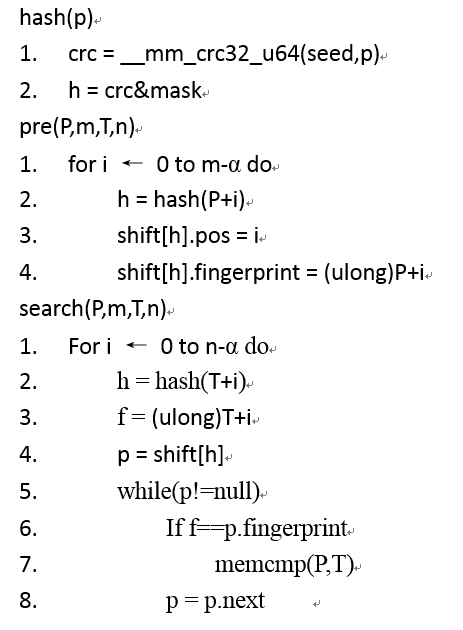 hash(p)
1. crc = __mm_crc32_u64(seed,p)
2. h = crc&mask
pre(P,m,T,n)
1. for i ← 0 to m-α do
2. h = hash(P+i)
3. shift[h].pos = i
4. shift[h].fingerprint = (ulong)P+i
search(P,m,T,n)
1. For i ← 0 to n-α do
2. h = hash(T+i)
3. f = (ulong)T+i
4. p = shift[h]
5. while(p!=null)
6. If f==p.fingerprint
7. memcmp(P,T)
8. p = p.next